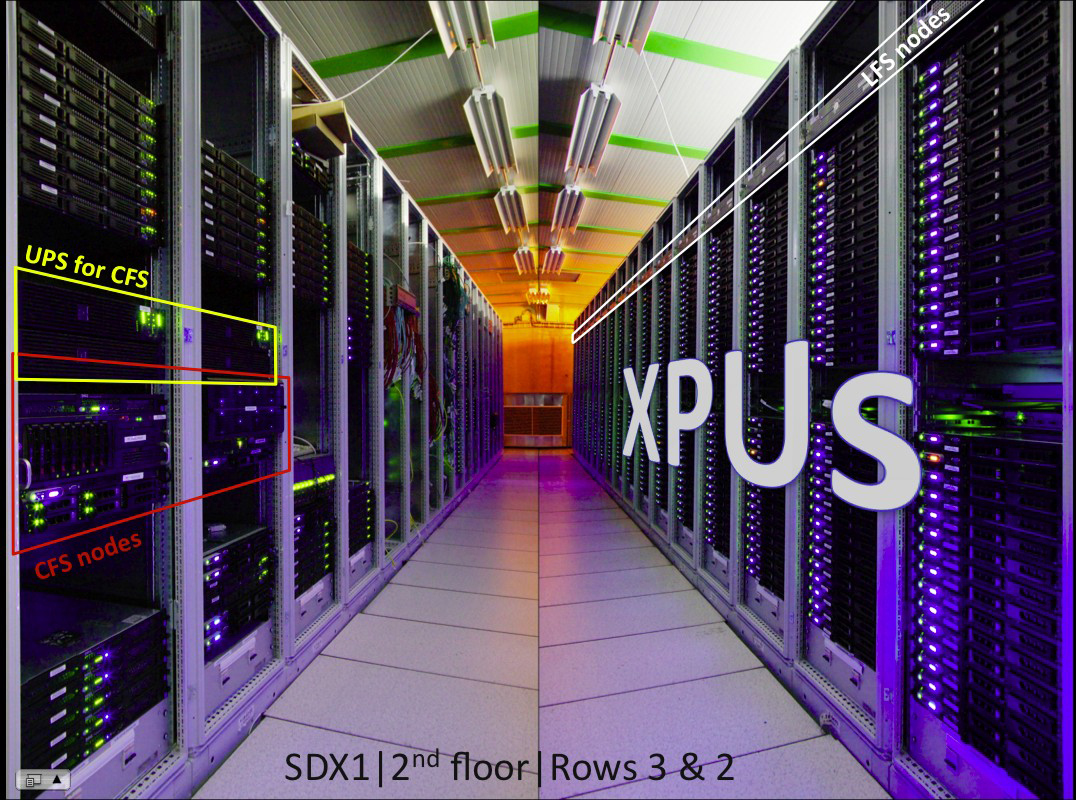 LFS nodes
UPS for CFS
XPUs
CFS nodes
SDX1|2nd floor|Rows 3 & 2